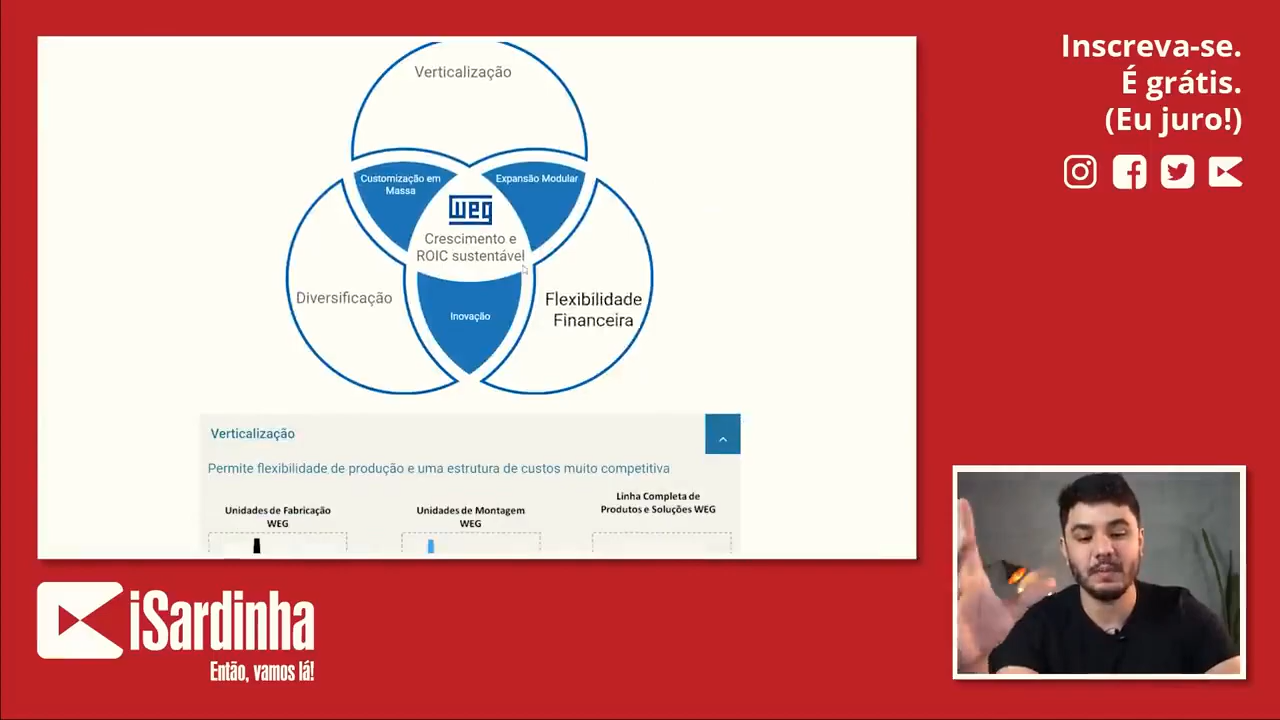 Inscreva-se.
É grátis.
(Eu juro!)
Verticalização
Customização em
Massa
Expansão Modular
weg
Crescimento e
ROIC sustentável
Diversificação
Flexibilidade
Financeira
Inovação
Verticalização
Permite flexibilidade de produção e uma estrutura de custos muito competitiva
Unidades de Fabricação
WEG
Unidades de Montagem
WEG
Linha Completa de
Produtos e Soluções WEG
iSardinha
Então, vamos lá!